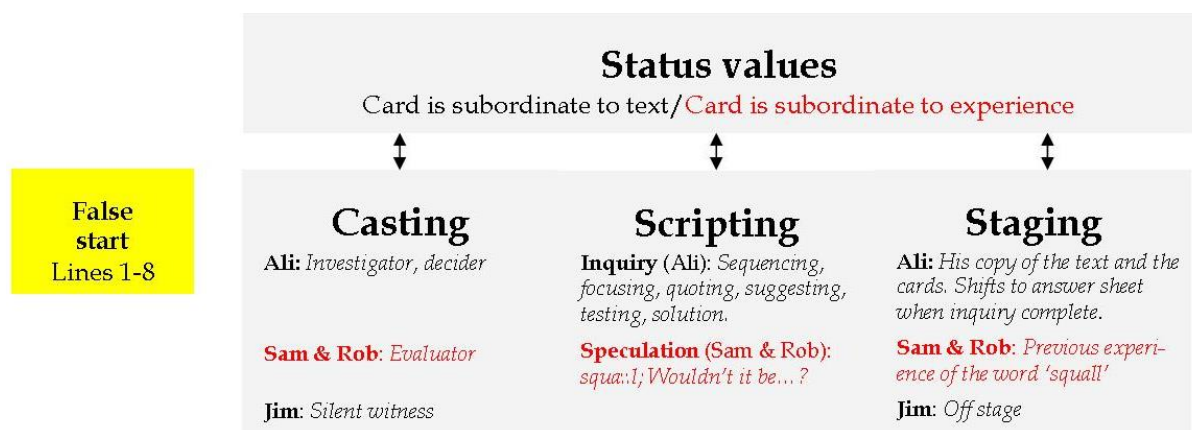 Status values
Card is subordinate to text/Card is subordinate to experience
False
start
Lines 1-8
Casting
Ali: Investigator, decider
Sam & Rob: Evaluator
Jim: Silent witness
Scripting
Inquiry (Ali): Sequencing,
focusing, quoting, suggesting,
testing, solution.
Speculation (Sam & Rob):
squa::l; Wouldn't it be...?
Staging
Ali: His copy of the text and the
cards. Shifts to answer sheet
when inquiry complete.
Sam & Rob: Previous experi-
ence of the word 'squall'
Jim: Off stage